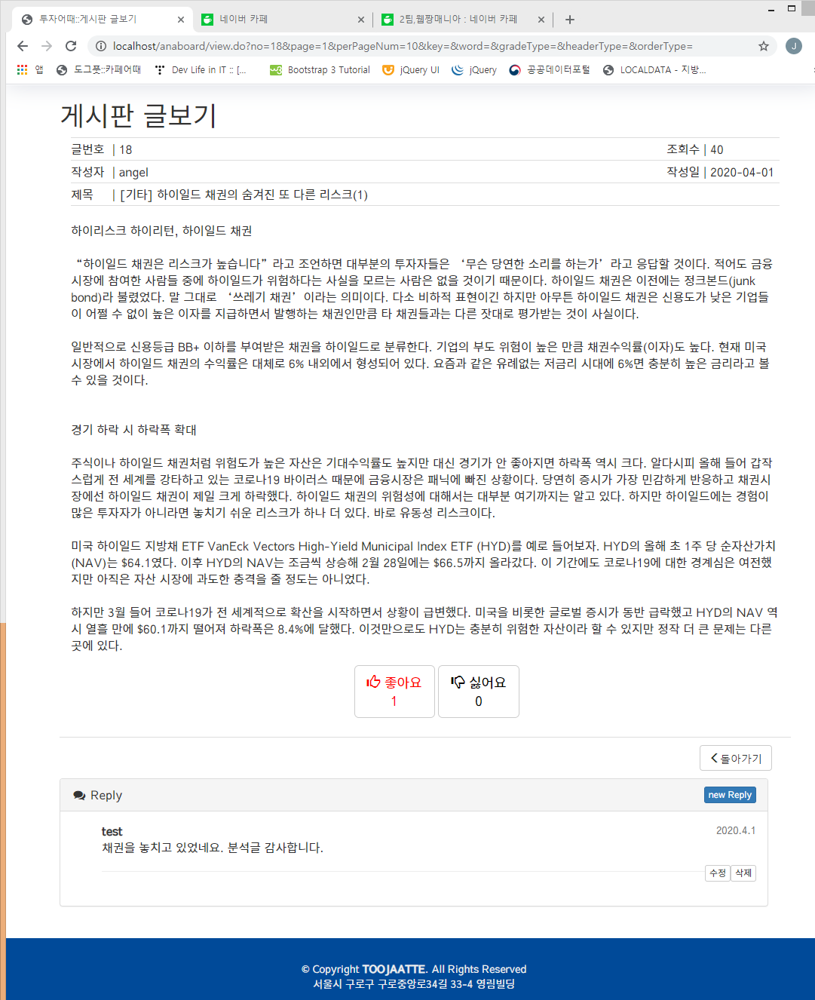 투자어때::게시판 글보기
네이버 카페
2팀,웹짱매니아 : 네이버 카페
localhost/anaboard/view.do?no=18&page=1&perPageNum=10&key=&word=&gradeType=&headerType=&orderType=
J
앱
도그풋::카페어때
Dev Life in IT :: [...
Bootstrap 3 Tutorial
jQuery UI
jQuery
공공데이터포털
LOCALDATA - 지방...
게시판 글보기
글번호 | 18 조회수 | 40
작성자 | angel 작성일 | 2020-04-01
제목 | [기타] 하이일드 채권의 숨겨진 또 다른 리스크(1)
하이리스크 하이리턴, 하이일드 채권
“하이일드 채권은 리스크가 높습니다”라고 조언하면 대부분의 투자자들은 ‘무슨 당연한 소리를 하는가’라고 응답할 것이다. 적어도 금융
시장에 참여한 사람들 중에 하이일드가 위험하다는 사실을 모르는 사람은 없을 것이기 때문이다. 하이일드 채권은 이전에는 정크본드(junk
bond)라 불렸었다. 말 그대로 ‘쓰레기 채권’이라는 의미이다. 다소 비하적 표현이긴 하지만 아무튼 하이일드 채권은 신용도가 낮은 기업들
이 어쩔 수 없이 높은 이자를 지급하면서 발행하는 채권인만큼 타 채권들과는 다른 잣대로 평가받는 것이 사실이다.
일반적으로 신용등급 BB+ 이하를 부여받은 채권을 하이일드로 분류한다. 기업의 부도 위험이 높은 만큼 채권수익률(이자)도 높다. 현재 미국
시장에서 하이일드 채권의 수익률은 대체로 6% 내외에서 형성되어 있다. 요즘과 같은 유례없는 저금리 시대에 6%면 충분히 높은 금리라고 볼
수 있을 것이다.
경기 하락 시 하락폭 확대
주식이나 하이일드 채권처럼 위험도가 높은 자산은 기대수익률도 높지만 대신 경기가 안 좋아지면 하락폭 역시 크다. 알다시피 올해 들어 갑작
스럽게 전 세계를 강타하고 있는 코로나19 바이러스 때문에 금융시장은 패닉에 빠진 상황이다. 당연히 증시가 가장 민감하게 반응하고 채권시
장에선 하이일드 채권이 제일 크게 하락했다. 하이일드 채권의 위험성에 대해서는 대부분 여기까지는 알고 있다. 하지만 하이일드에는 경험이
많은 투자자가 아니라면 놓치기 쉬운 리스크가 하나 더 있다. 바로 유동성 리스크이다.
미국 하이일드 지방채 ETF VanEck Vectors High-Yield Municipal Index ETF (HYD)를 예로 들어보자. HYD의 올해 초 1주 당 순자산가치
(NAV)는 $64.1였다. 이후 HYD의 NAV는 조금씩 상승해 2월 28일에는 $66.5까지 올라갔다. 이 기간에도 코로나19에 대한 경계심은 여전했
지만 아직은 자산 시장에 과도한 충격을 줄 정도는 아니었다.
하지만 3월 들어 코로나19가 전 세계적으로 확산을 시작하면서 상황이 급변했다. 미국을 비롯한 글로벌 증시가 동반 급락했고 HYD의 NAV 역
시 열흘 만에 $60.1까지 떨어져 하락폭은 8.4%에 달했다. 이것만으로도 HYD는 충분히 위험한 자산이라 할 수 있지만 정작 더 큰 문제는 다른
곳에 있다.
좋아요 싫어요
1 0
돌아가기
Reply new Reply
test 2020.4.1
채권을 놓치고 있었네요. 분석글 감사합니다.
수정 삭제
© Copyright TOOJAATTE. All Rights Reserved
서울시 구로구 구로중앙로34길 33-4 영림빌딩